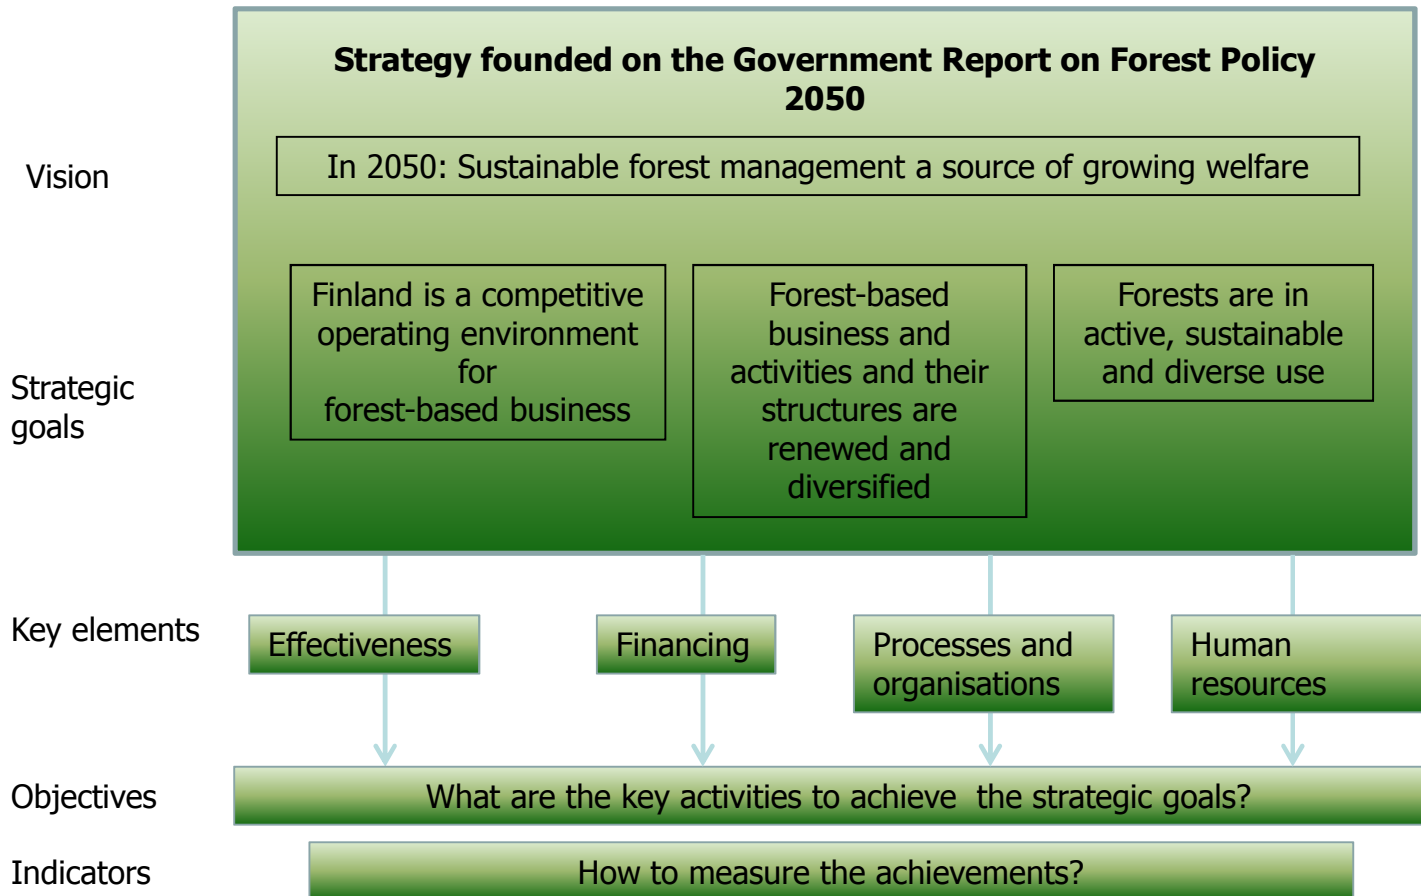 Strategy founded on the Government Report on Forest Policy
2050
Vision
In 2050: Sustainable forest management a source of growing welfare
Strategic
goals
Finland is a competitive
operating environment
for
forest-based business
Forest-based
business and
activities and their
structures are
renewed and
diversified
Forests are in
active, sustainable
and diverse use
Key elements
Effectiveness
Financing
Processes and
organisations
Human
resources
Objectives
What are the key activities to achieve  the strategic goals?
Indicators
How to measure the achievements?